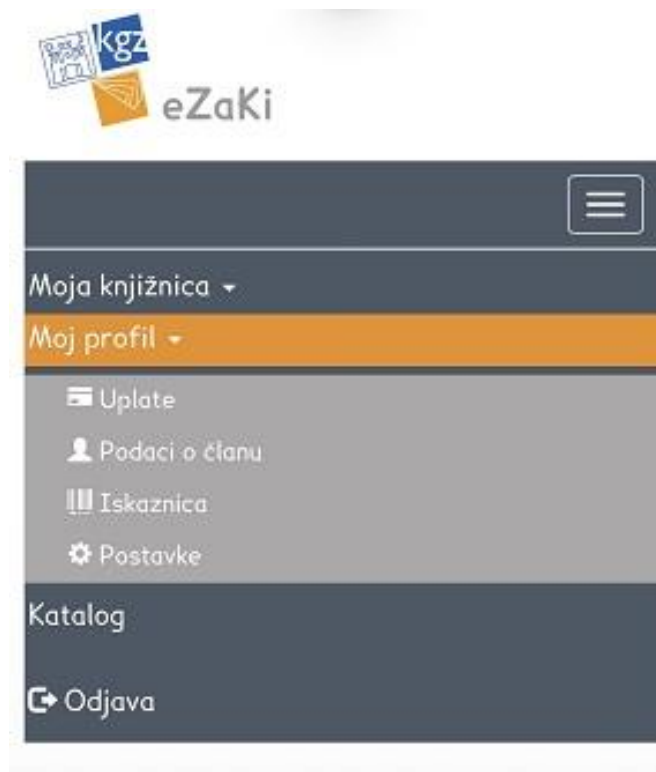 kgz
eZaKi
Moja knjižnica
Moj profil
Uplate
Podaci o članu
Iskaznica
Postavke
Katalog
Odjava